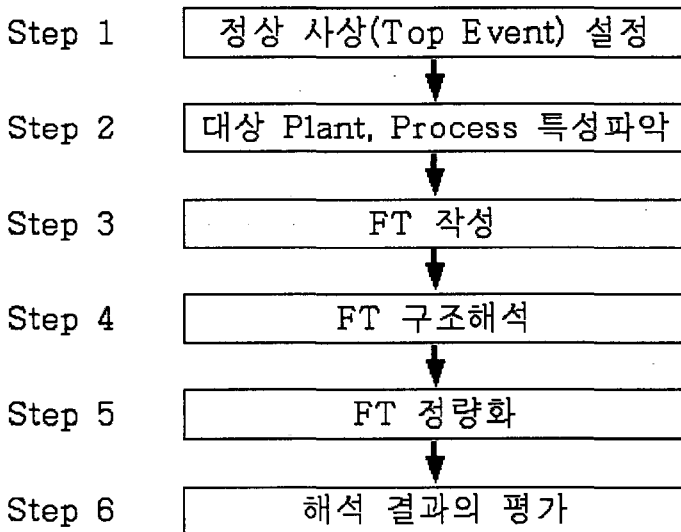 Step 1 정상 사상(Top Event) 설정
Step 2 대상 Plant, Process 특성파악
Step 3 FT 작성
Step 4 FT 구조해석
Step 5 FT 정량화
Step 6 해석 결과의 평가